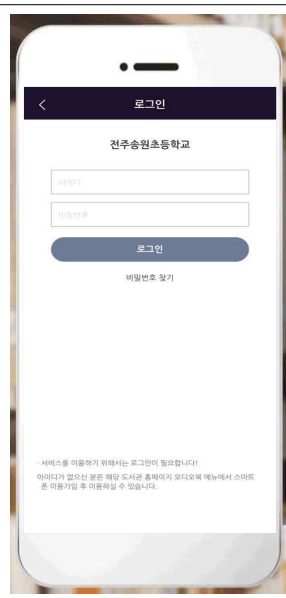 로그인
전주송원초등학교
아이디
비밀번호
로그인
비밀번호 찾기
· 서비스를 이용하기 위해서는 로그인이 필요합니다!
아이디가 없으신 분은 해당 도서관 홈페이지 오디오북 메뉴에서 스마트
폰 이용가입 후 이용하실 수 있습니다.